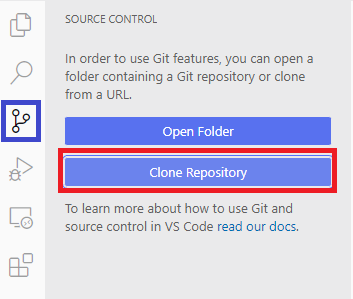 SOURCE CONTROL
In order to use Git features, you can open a
folder containing a Git repository or clone
from a URL.
Open Folder
Clone Repository
To learn more about how to use Git and
source control in VS Code read our docs.